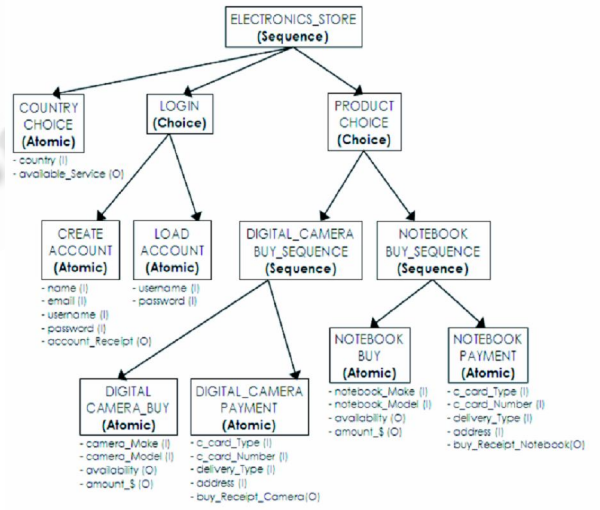 ELECTRONICS_STORE
(Sequence)
COUNTRY
CHOICE
(Atomic)
- country (I)
- available_Service (O)
LOGIN
(Choice)
PRODUCT
CHOICE
(Choice)
CREATE
ACCOUNT
(Atomic)
- name (I)
- email (I)
- username (I)
- password (I)
- account_Receipt (O)
LOAD
ACCOUNT
(Atomic)
- username (I)
- password (I)
DIGITAL_CAMERA
BUY_SEQUENCE
(Sequence)
NOTEBOOK
BUY_SEQUENCE
(Sequence)
DIGITAL
CAMERA_BUY
(Atomic)
- camera_Make (I)
- camera_Model (I)
- availability (O)
- amount_$ (O)
DIGITAL_CAMERA
PAYMENT
(Atomic)
- c_card_Type (I)
- c_card_Number (I)
- delivery_Type (I)
- address (I)
- buy_Receipt_Camera(O)
NOTEBOOK
BUY
(Atomic)
- notebook_Make (I)
- notebook_Model (I)
- availability (O)
- amount_$ (O)
NOTEBOOK
PAYMENT
(Atomic)
- c_card_Type (I)
- c_card_Number (I)
- delivery_Type (I)
- address (I)
- buy_Receipt_Notebook(O)